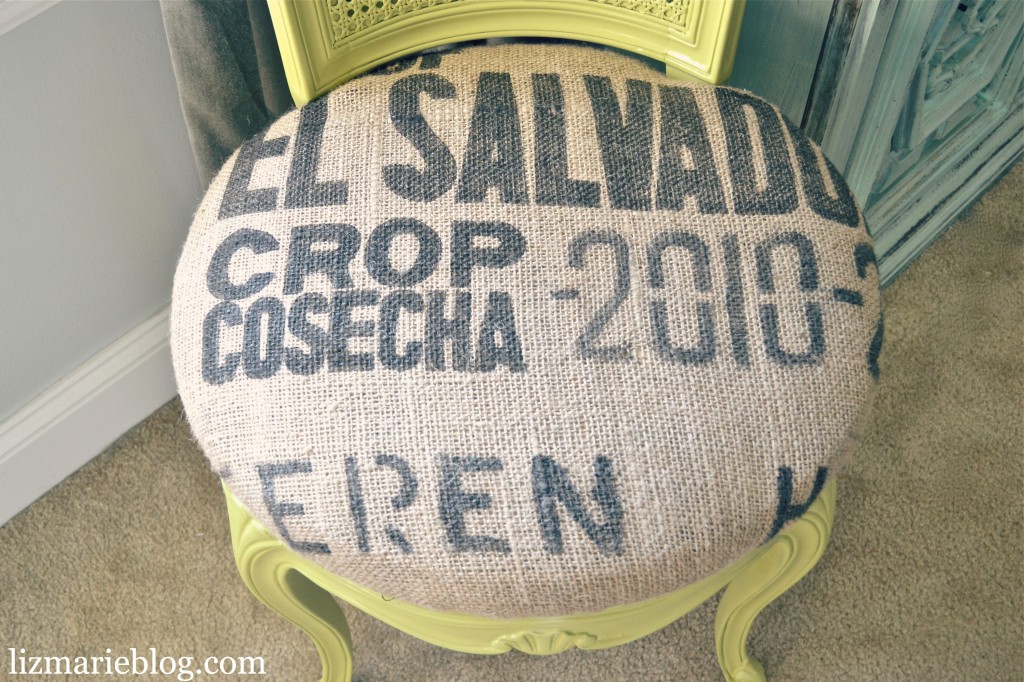 EL SALVADO
CROP
COSECHA
-2010-
EREN
lizmarieblog.com